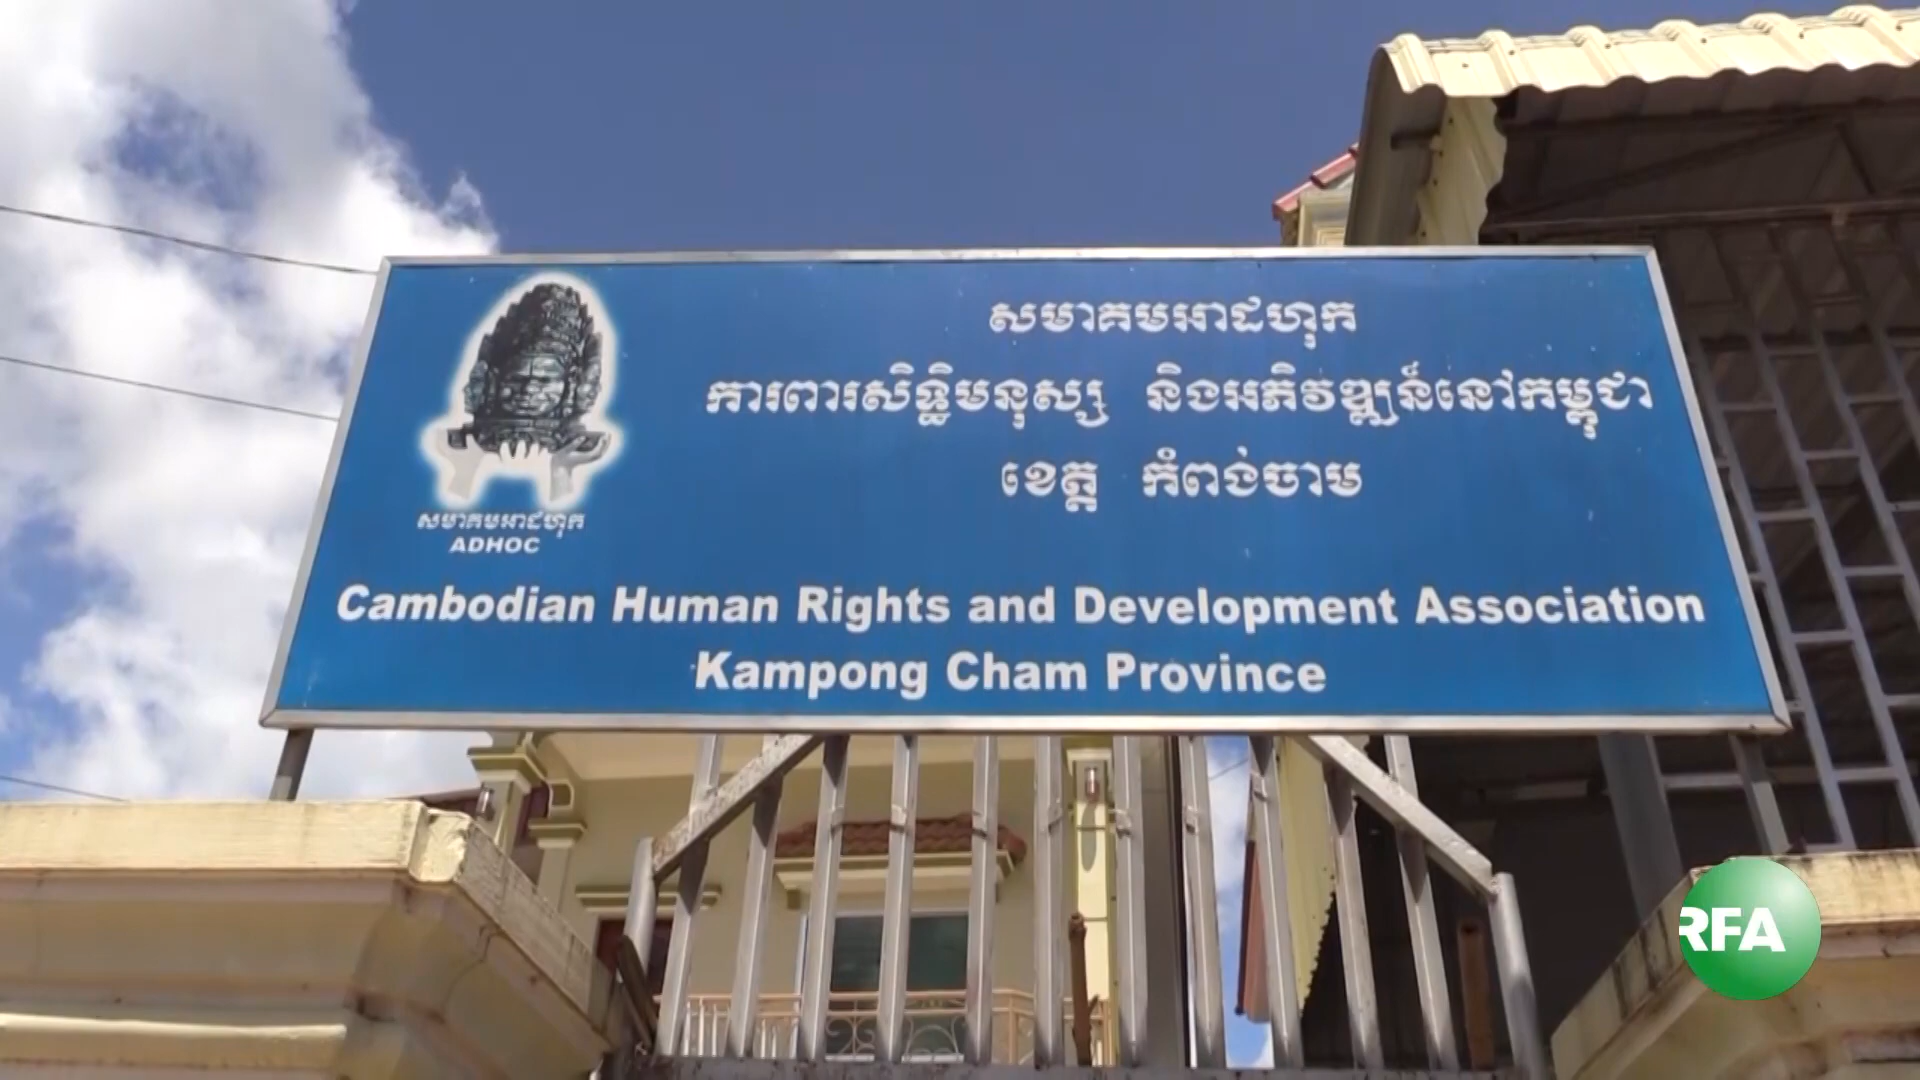 សមាគមអាដហុក
ការពារសិទ្ធិមនុស្ស និងអភិវឌ្ឍន៍នៅកម្ពុជា
ខេត្ត កំពង់ចាម
សមាគមអាដហុក
ADHOC
Cambodian Human Rights and Development Association
Kampong Cham Province
RFA